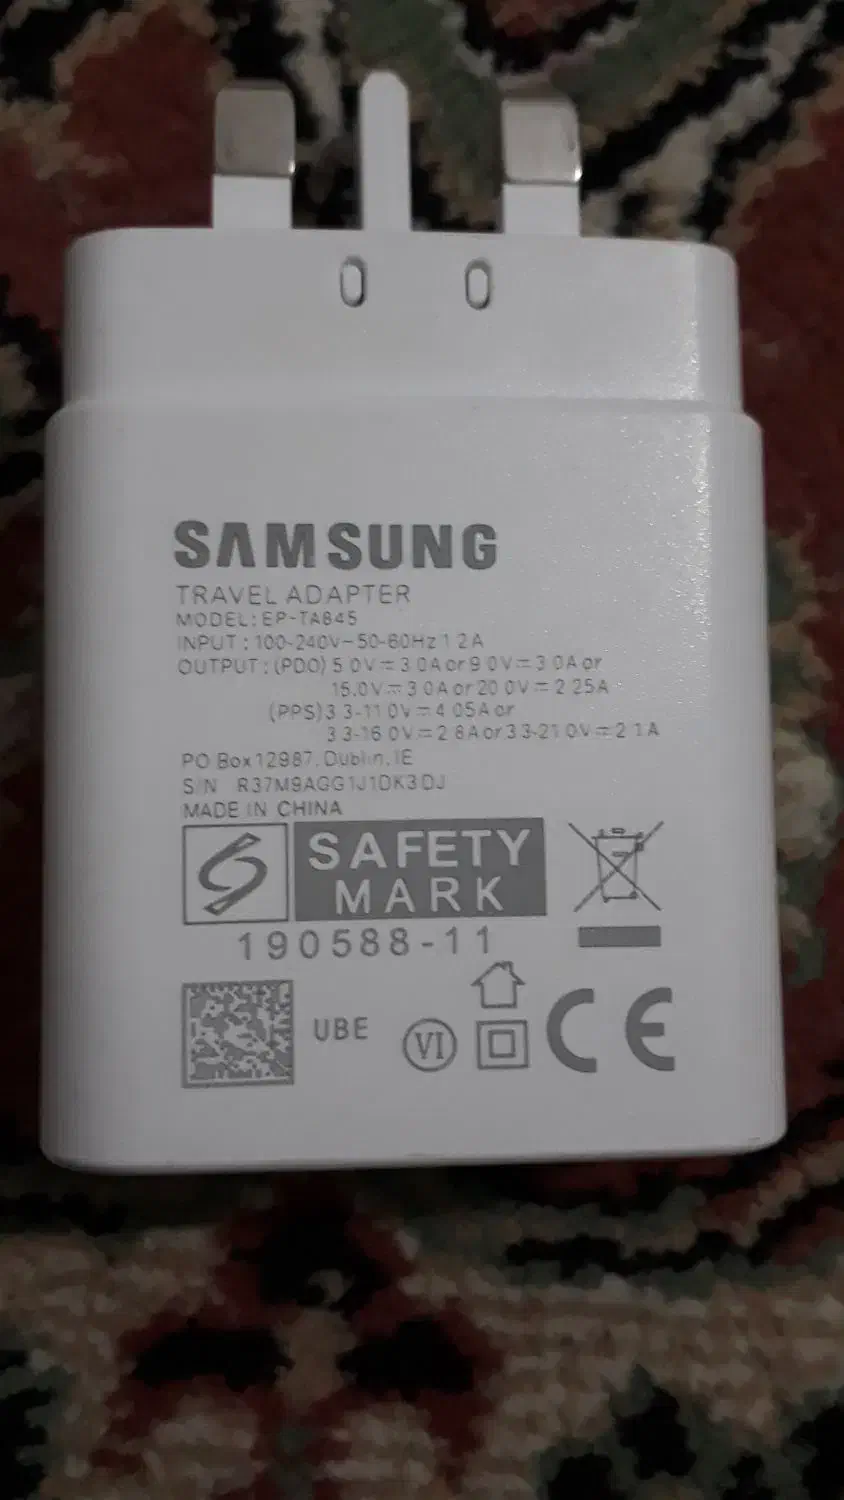 SAMSUNG
TRAVEL ADAPTER
MODEL: EP-TA845
INPUT : 100-240V~50-60Hz 1 2A
OUTPUT : (PDO) 5 0V ⎓ 3 0A or 9 0V ⎓ 3 0A or
15.0V ⎓ 3 0A or 20 0V ⎓ 2 25A
(PPS)3 3-11 0V ⎓ 4 05A or
3 3-16 0V ⎓ 2 8A or 3 3-21 0V ⎓ 2 1A
PO Box 12987, Dublin, IE
S/N R37M9AGG1J1DK3DJ
MADE IN CHINA
SAFETY
MARK
190588-11
UBE
VI
CE